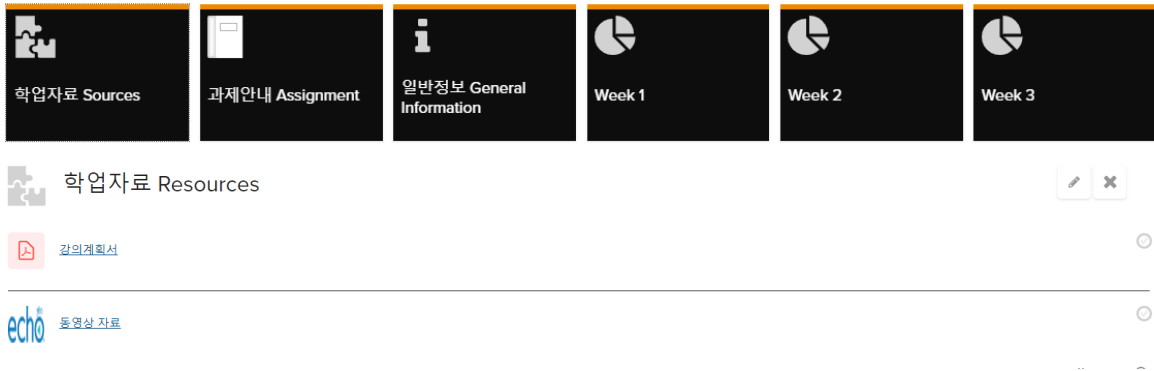 학업자료 Sources
과제안내 Assignment
일반정보 General
Information
Week 1
Week 2
Week 3
학업자료 Resources
강의계획서
echo
동영상 자료